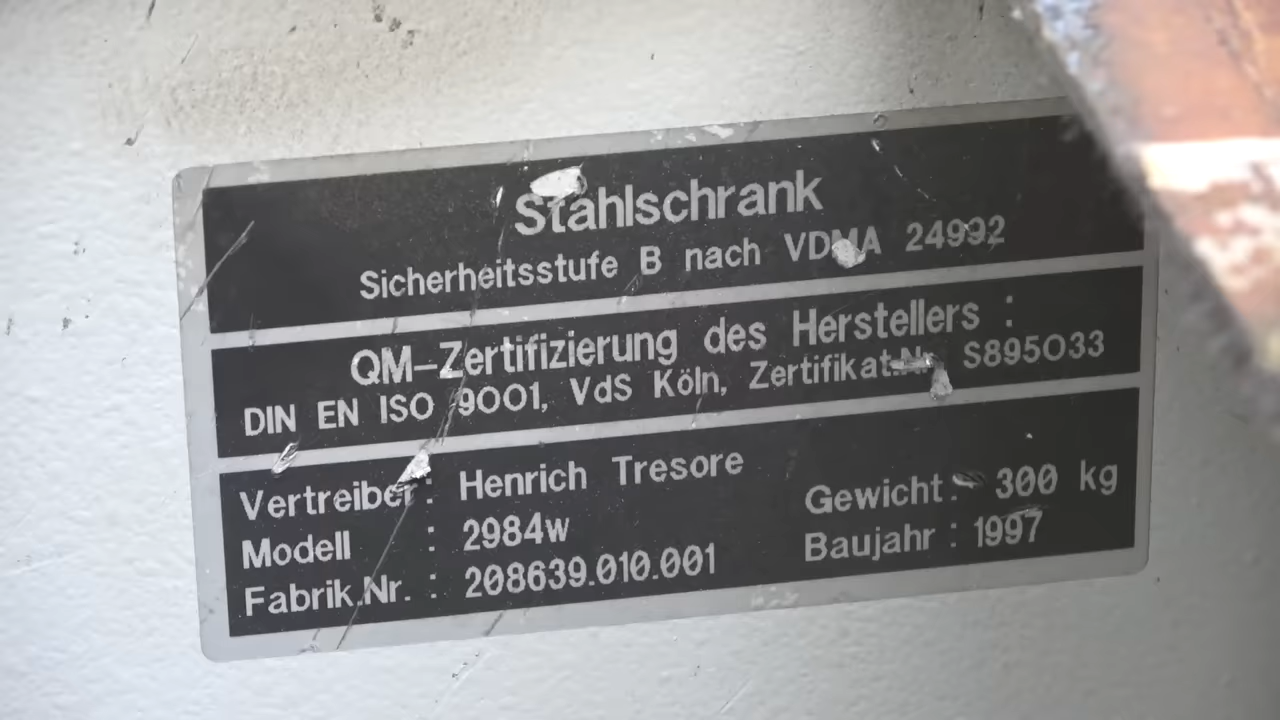 Stahlschrank
Sicherheitsstufe B nach VDMA 24992
QM-Zertifizierung des Herstellers :
DIN EN ISO 9001, VdS Köln, Zertifikat.Nr. S895033
Vertreiber : Henrich Tresore
Modell : 2984w
Fabrik.Nr. : 208639.010.001
Gewicht : 300 kg
Baujahr : 1997